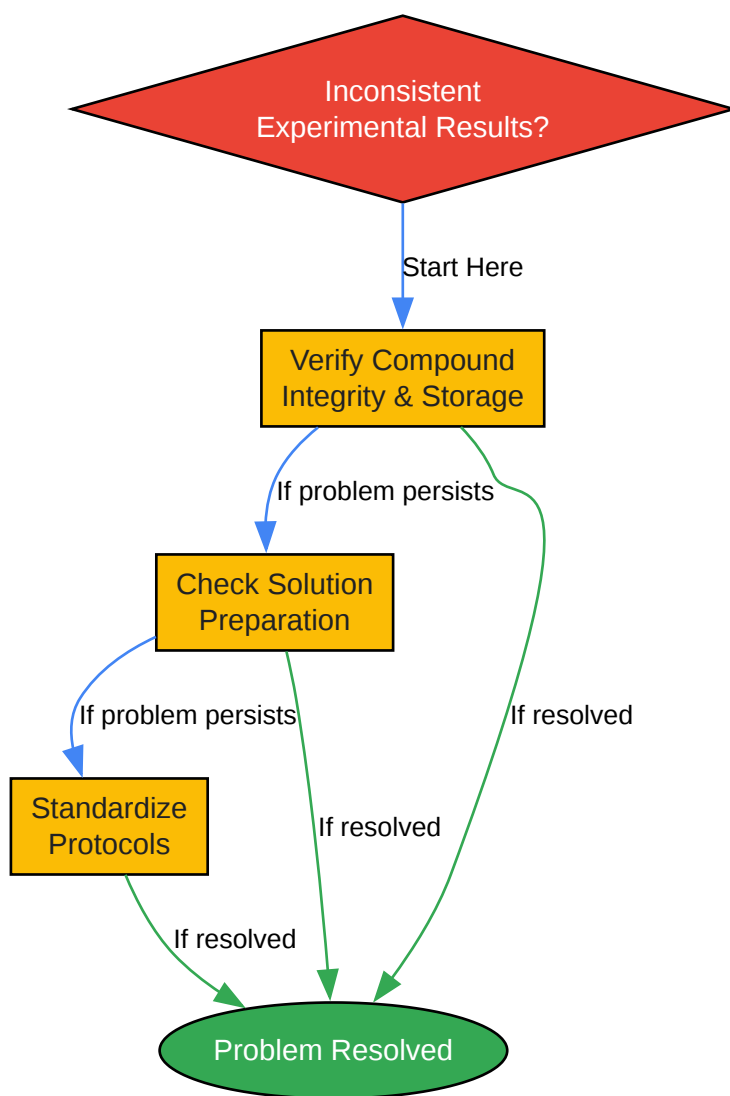 Inconsistent
Experimental Results?
Start Here
Verify Compound
Integrity & Storage
If problem persists
Check Solution
Preparation
If problem persists
If resolved
Standardize
Protocols
If resolved
If resolved
Problem Resolved